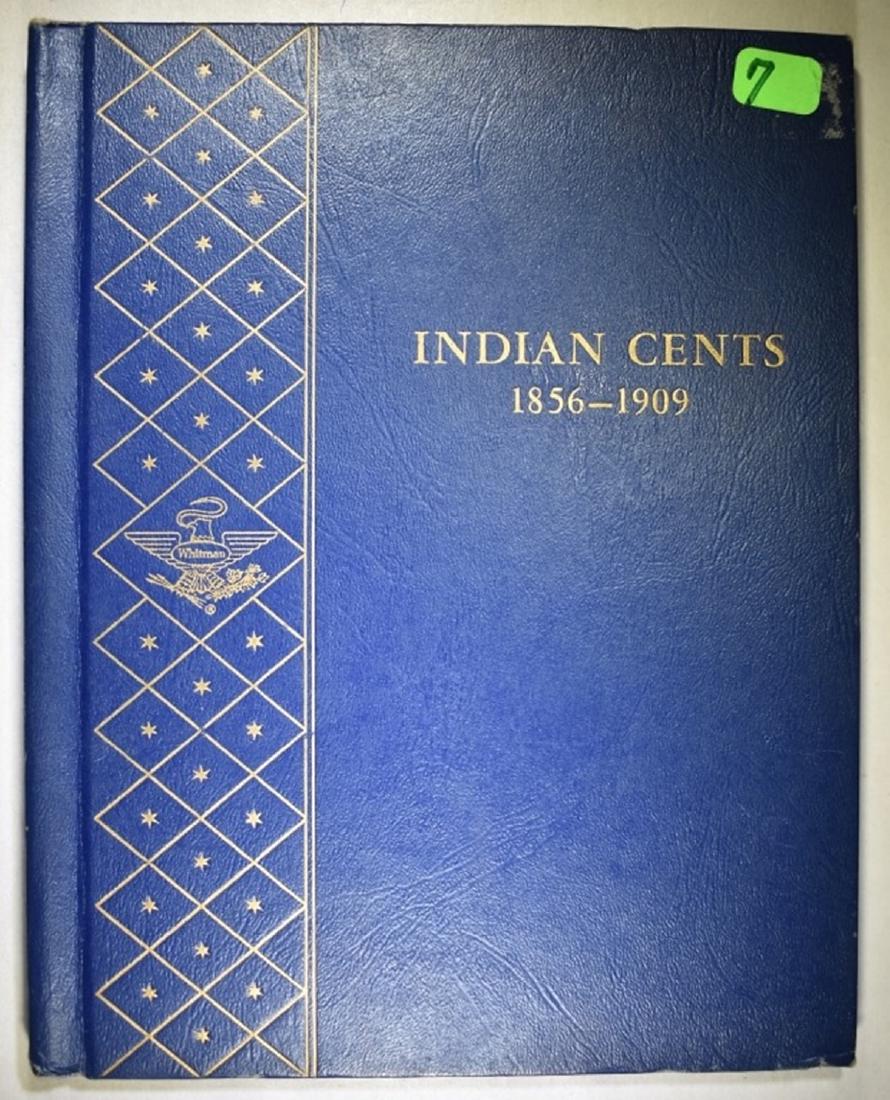 7
INDIAN CENTS
1856–1909
Whitman
®